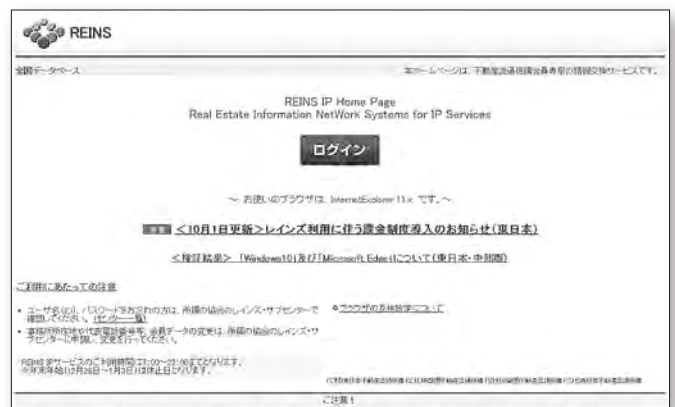 REINS
全国データベース
本ホームページは、不動産流通機構会員専用の情報交換サービスです。
REINS IP Home Page
Real Estate Information NetWork Systems for IP Services
ログイン
～ お使いのブラウザは、InternetExplorer 11.x です。～
＜10月1日更新＞レインズ利用に伴う課金制度導入のお知らせ（東日本）
＜検証結果＞ 「Windows10」及び「Microsoft Edge」について（東日本・中部圏）
ご利用にあたっての注意
• ユーザ名(ID)、パスワードをお忘れの方は、所属の協会のレインズ・サブセンターで
確認してください。（センター一覧）
ブラウザの互換設定について
• 事務所所在地や代表電話番号等、会員データの変更は、所属の協会のレインズ・サ
ブセンターに申請し、変更を行ってください。
REINS IPサービスのご利用時間は7:00～23:00までとなります。
※年末年始(12月28日～1月3日)は休止日となります。
ご注意！